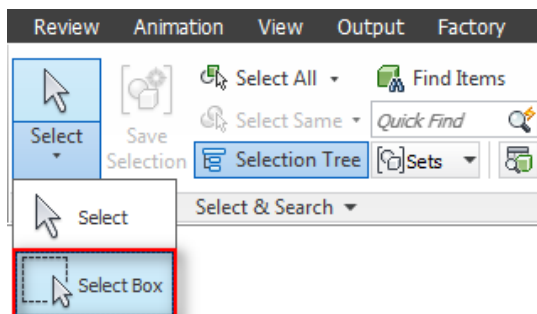 Review Animation View Output Factory
Select All
Find Items
Select
Save Selection
Select Same
Quick Find
Selection Tree
Sets
Select & Search
Select
Select Box